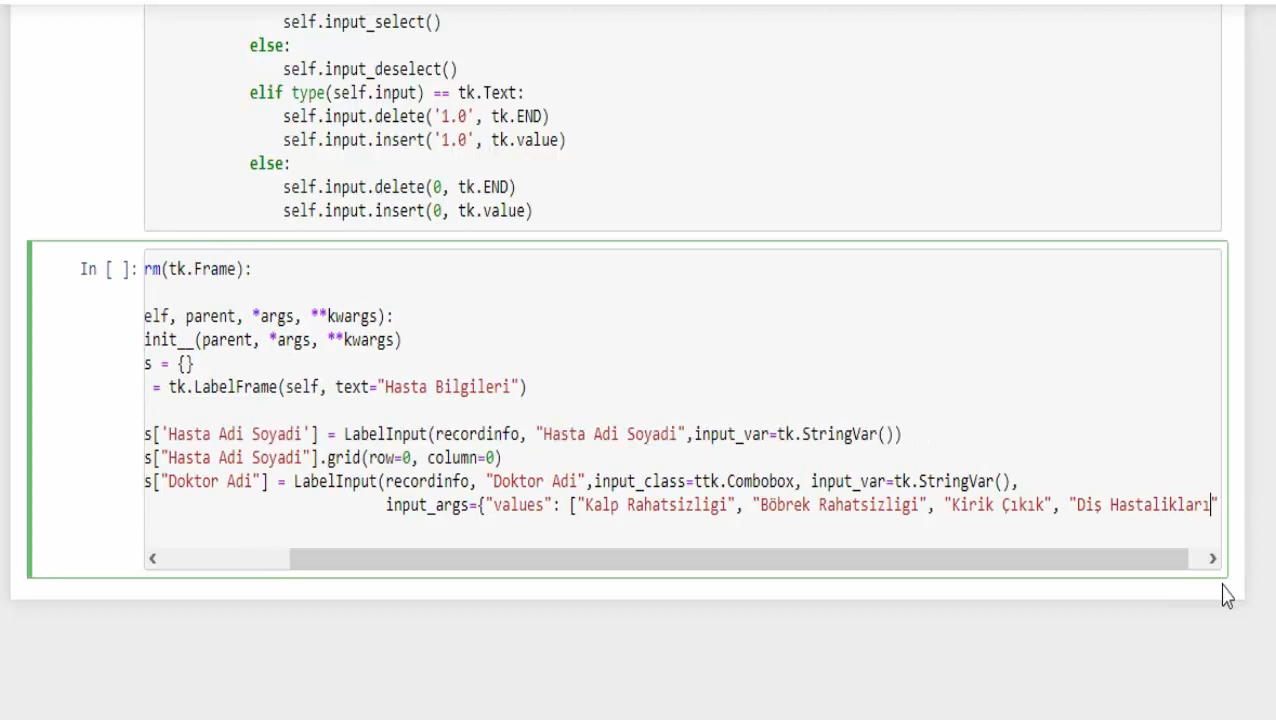 self.input_select()
else:
self.input_deselect()
elif type(self.input) == tk.Text:
self.input.delete('1.0', tk.END)
self.input.insert('1.0', tk.value)
else:
self.input.delete(0, tk.END)
self.input.insert(0, tk.value)
In [ ]: rm(tk.Frame):
elf, parent, *args, **kwargs):
init__(parent, *args, **kwargs)
s = {}
= tk.LabelFrame(self, text="Hasta Bilgileri")
s['Hasta Adi Soyadi'] = LabelInput(recordinfo, "Hasta Adi Soyadi",input_var=tk.StringVar())
s["Hasta Adi Soyadi"].grid(row=0, column=0)
s["Doktor Adi"] = LabelInput(recordinfo, "Doktor Adi",input_class=ttk.Combobox, input_var=tk.StringVar(),
input_args={"values": ["Kalp Rahatsizligi", "Böbrek Rahatsizligi", "Kirik Çıkık", "Diş Hastalikları"